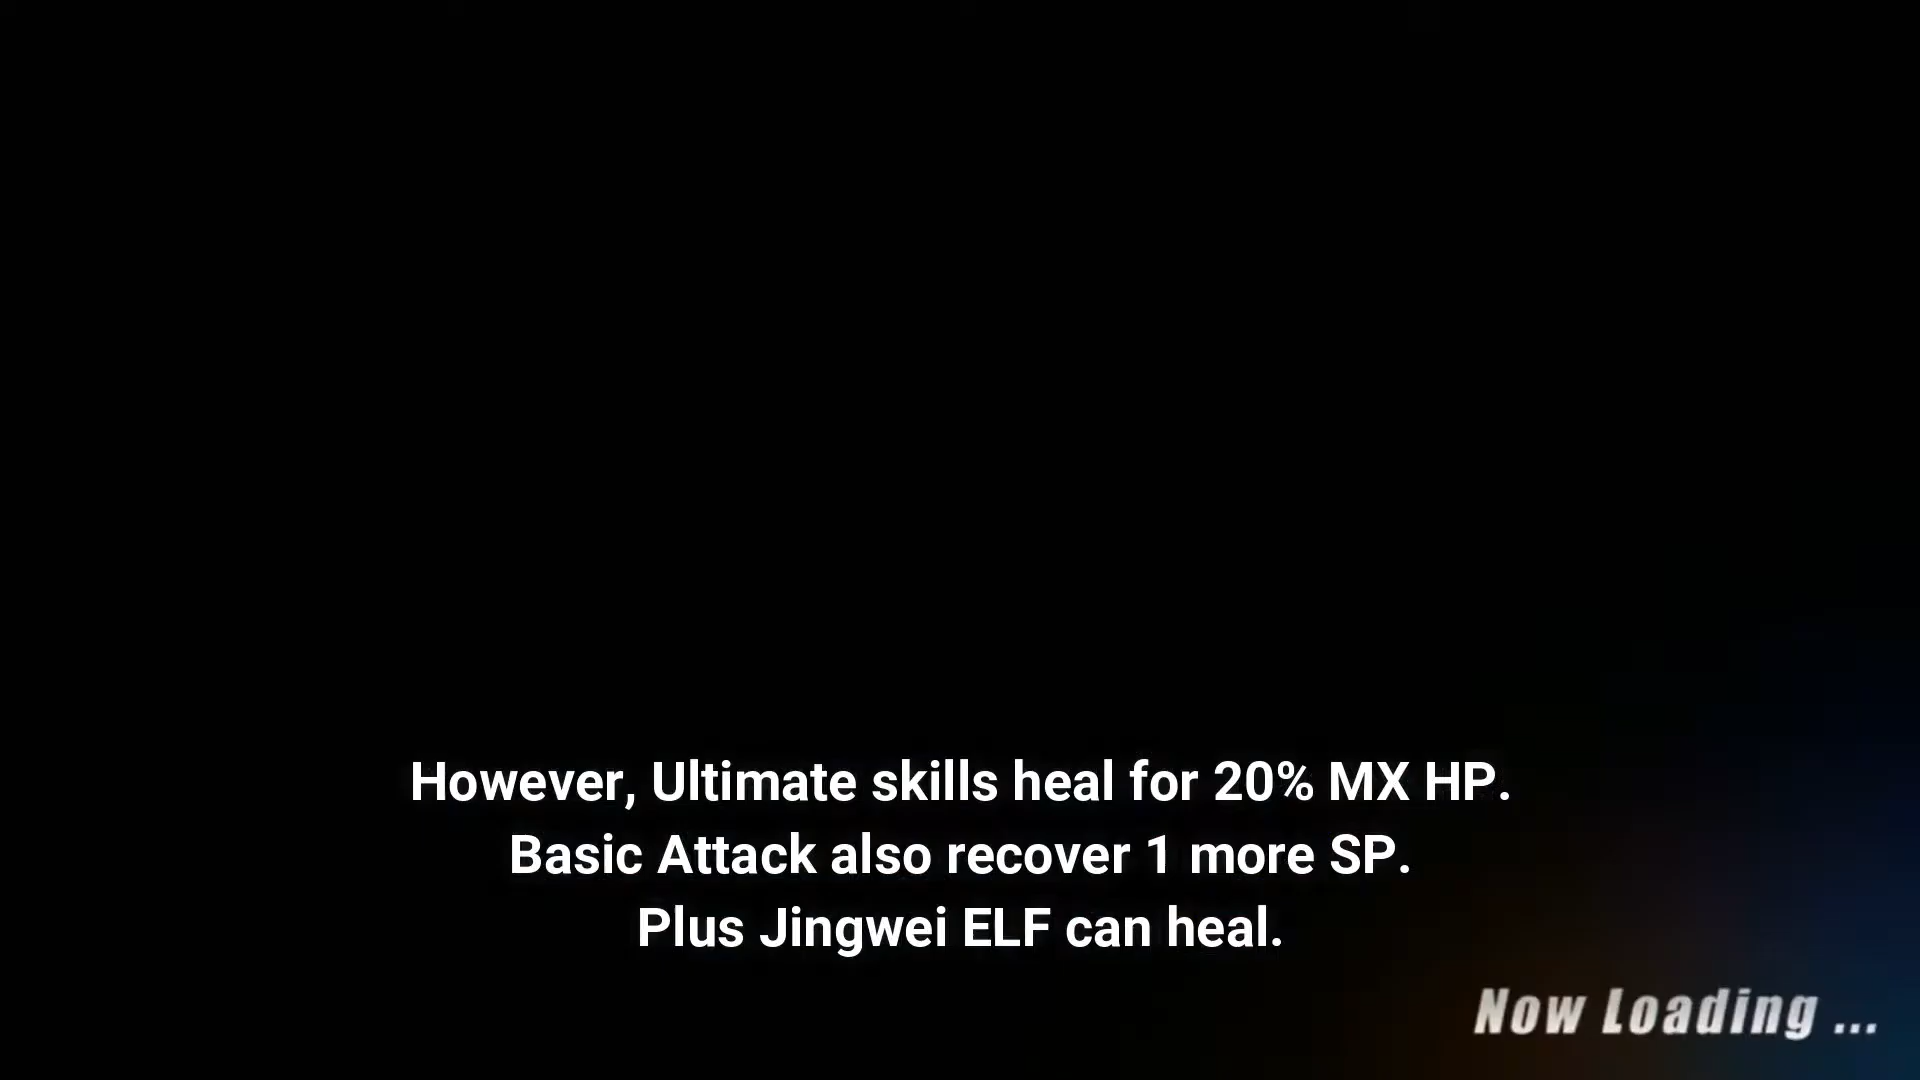 However, Ultimate skills heal for 20% MX HP.
Basic Attack also recover 1 more SP.
Plus Jingwei ELF can heal.
Now Loading ...